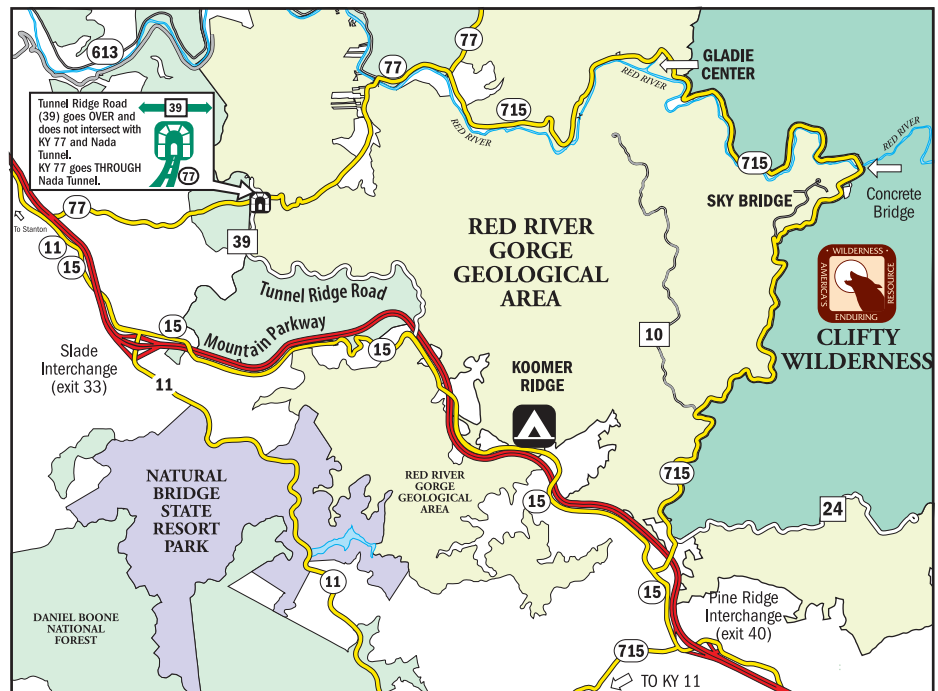 613
77
77
GLADIE
CENTER
RED RIVER
715
RED RIVER
Tunnel Ridge Road
(39) goes OVER and
does not intersect with
KY 77 and Nada
Tunnel.
KY 77 goes THROUGH
Nada Tunnel.
39
77
715
RED RIVER
SKY BRIDGE
Concrete
Bridge
77
To Stanton
11
15
39
RED RIVER
GORGE
GEOLOGICAL
AREA
WILDERNESS
AMERICA'S
RESOURCE
ENDURING
CLIFTY
WILDERNESS
Tunnel Ridge Road
Mountain Parkway
15
15
10
Slade
Interchange
(exit 33)
11
KOOMER
RIDGE
NATURAL
BRIDGE
STATE
RESORT
PARK
RED RIVER
GORGE
GEOLOGICAL
AREA
715
15
24
11
15
Pine Ridge
Interchange
(exit 40)
DANIEL BOONE
NATIONAL
FOREST
715
TO KY 11